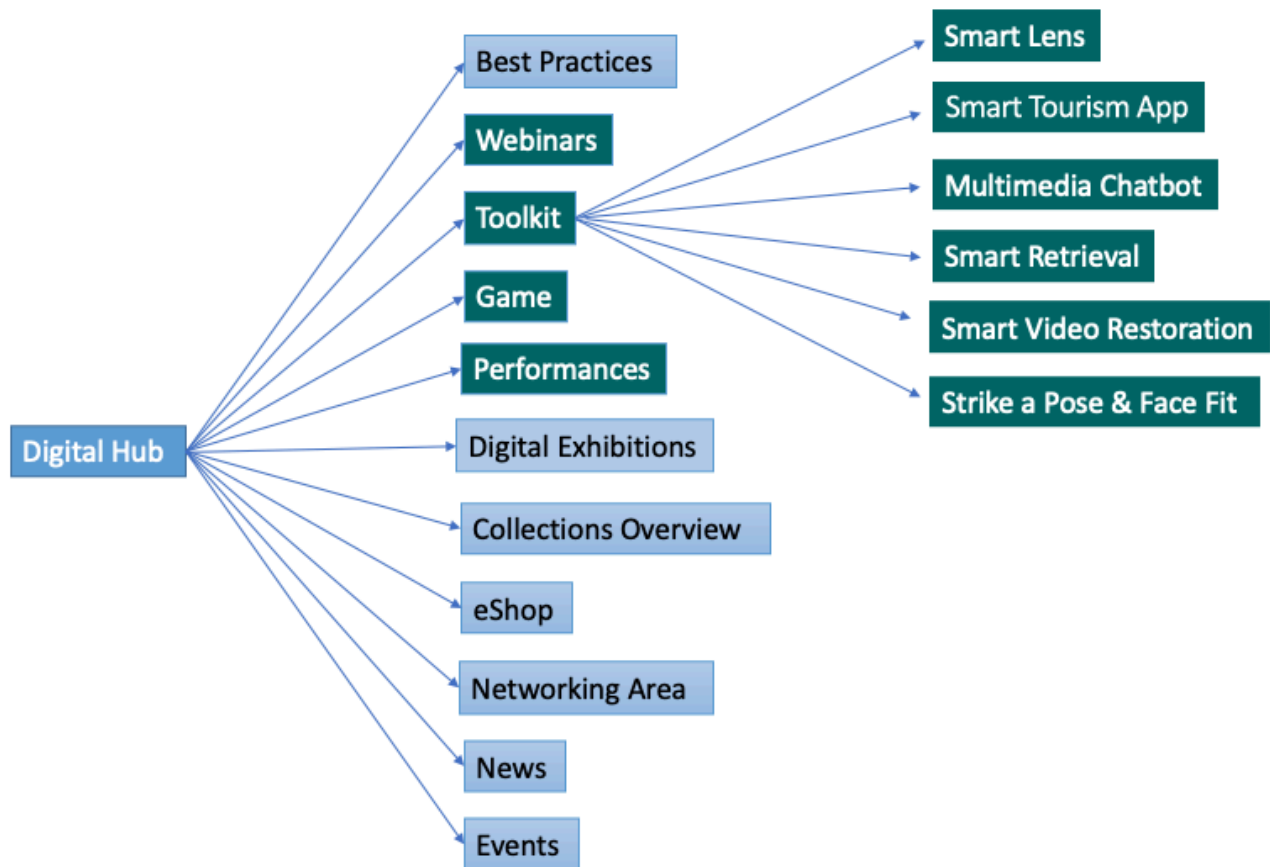 Digital Hub
Best Practices
Webinars
Toolkit
Game
Performances
Digital Exhibitions
Collections Overview
eShop
Networking Area
News
Events
Smart Lens
Smart Tourism App
Multimedia Chatbot
Smart Retrieval
Smart Video Restoration
Strike a Pose & Face Fit